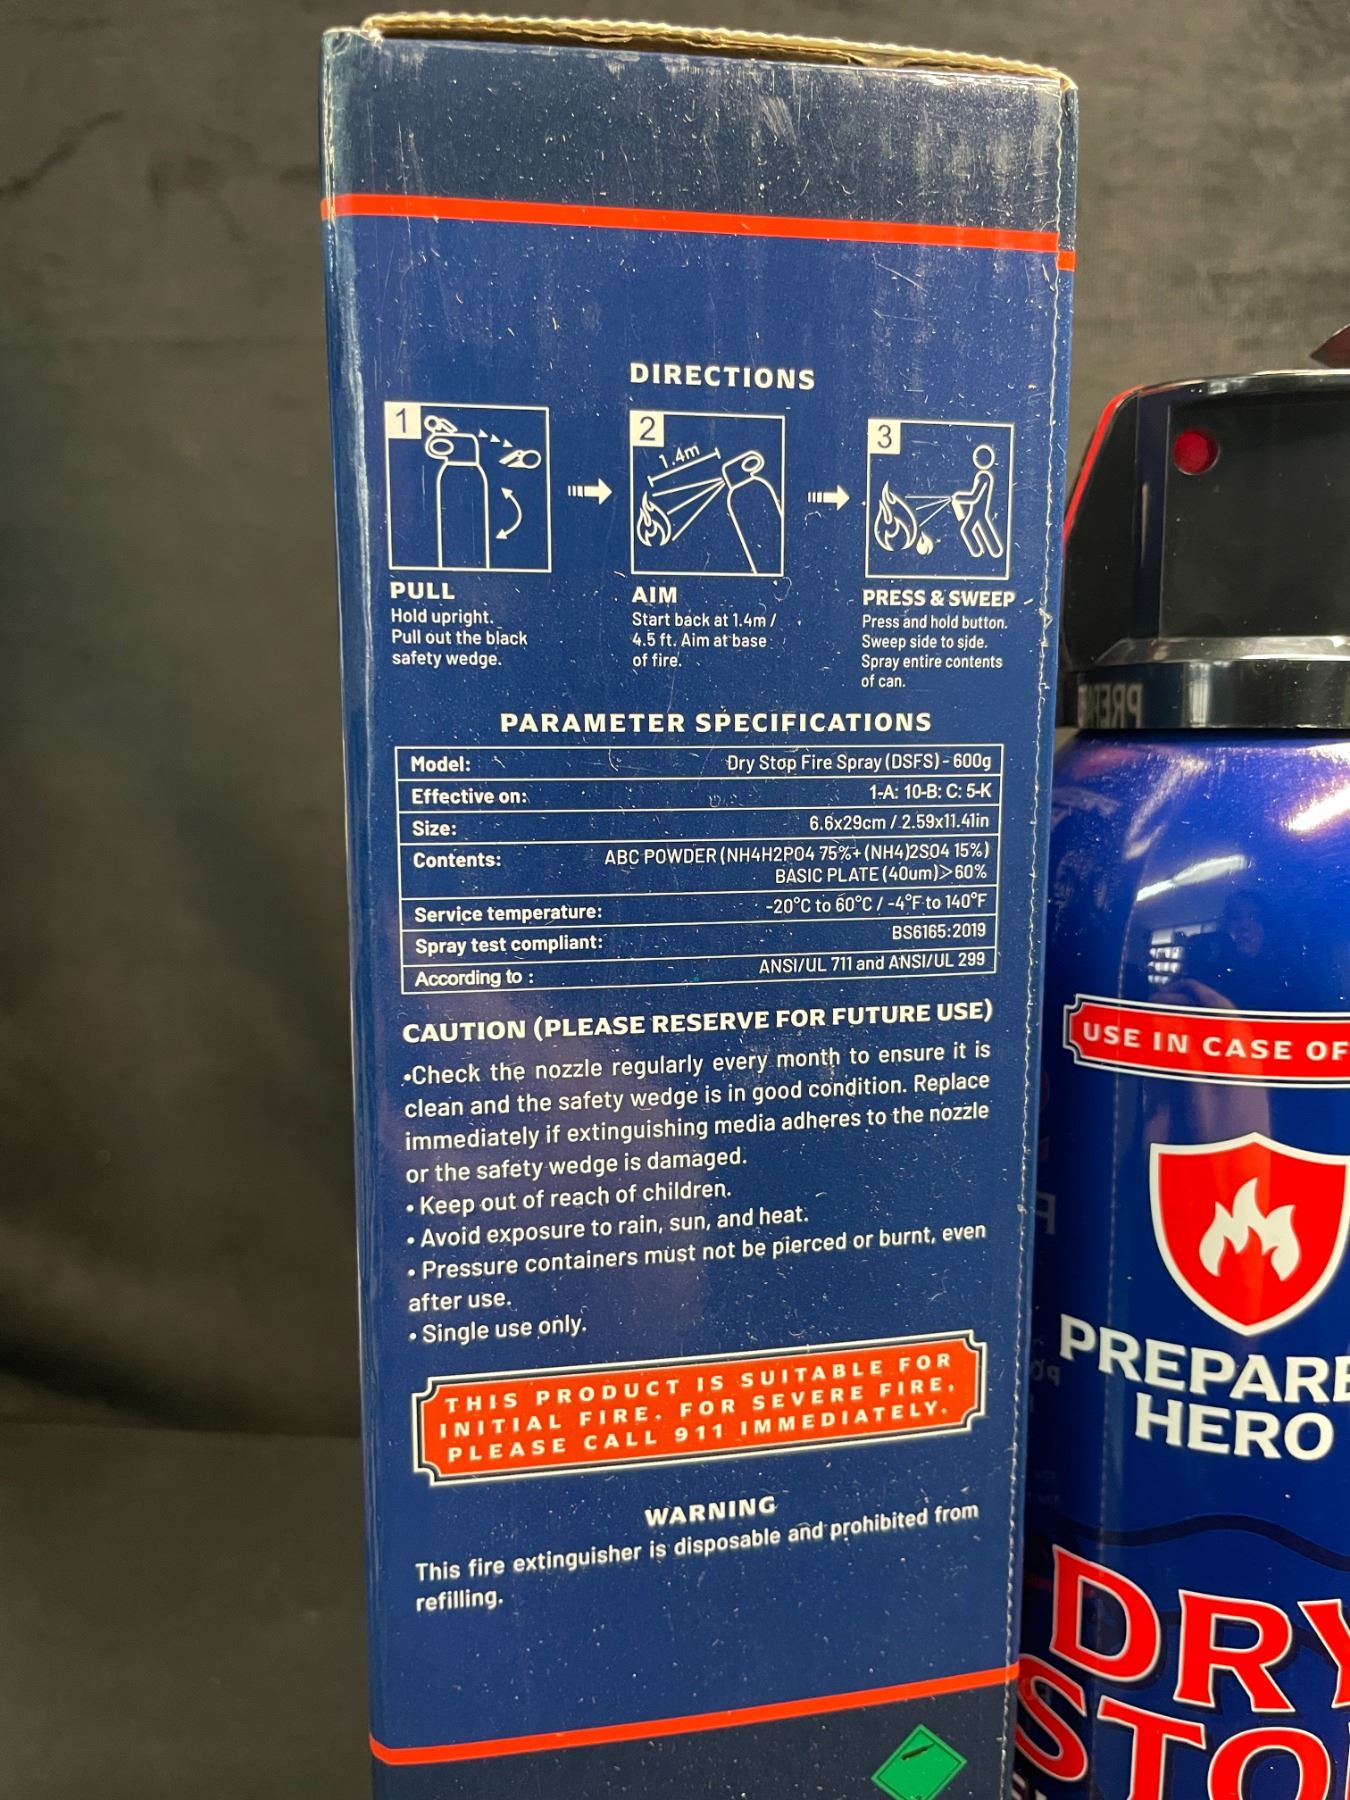 DIRECTIONS
1
2
1.4m
3
PULL
Hold upright.
Pull out the black
safety wedge.
AIM
Start back at 1.4m /
4.5 ft. Aim at base
of fire.
PRESS & SWEEP
Press and hold button.
Sweep side to side.
Spray entire contents
of can.
PARAMETER SPECIFICATIONS
Model: Dry Stop Fire Spray (DSFS) - 600g
Effective on: 1-A: 10-B: C: 5-K
Size: 6.6x29cm / 2.59x11.41in
Contents: ABC POWDER (NH4H2PO4 75%+(NH4)2SO4 15%)
BASIC PLATE (40um)>60%
Service temperature: -20°C to 60°C / -4°F to 140°F
Spray test compliant: BS6165:2019
According to : ANSI/UL 711 and ANSI/UL 299
CAUTION (PLEASE RESERVE FOR FUTURE USE)
•Check the nozzle regularly every month to ensure it is
clean and the safety wedge is in good condition. Replace
immediately if extinguishing media adheres to the nozzle
or the safety wedge is damaged.
• Keep out of reach of children.
• Avoid exposure to rain, sun, and heat.
• Pressure containers must not be pierced or burnt, even
after use.
• Single use only.
THIS PRODUCT IS SUITABLE FOR
INITIAL FIRE. FOR SEVERE FIRE,
PLEASE CALL 911 IMMEDIATELY.
WARNING
This fire extinguisher is disposable and prohibited from
refilling.
USE IN CASE OF
PREPARE
HERO
DRY
STO